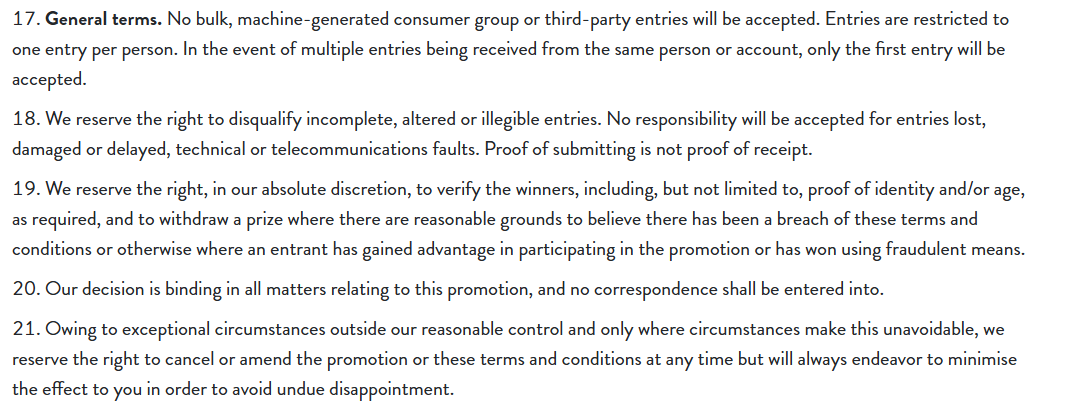 17. General terms. No bulk, machine-generated consumer group or third-party entries will be accepted. Entries are restricted to
one entry per person. In the event of multiple entries being received from the same person or account, only the first entry will be
accepted.
18. We reserve the right to disqualify incomplete, altered or illegible entries. No responsibility will be accepted for entries lost,
damaged or delayed, technical or telecommunications faults. Proof of submitting is not proof of receipt.
19. We reserve the right, in our absolute discretion, to verify the winners, including, but not limited to, proof of identity and/or age,
as required, and to withdraw a prize where there are reasonable grounds to believe there has been a breach of these terms and
conditions or otherwise where an entrant has gained advantage in participating in the promotion or has won using fraudulent means.
20. Our decision is binding in all matters relating to this promotion, and no correspondence shall be entered into.
21. Owing to exceptional circumstances outside our reasonable control and only where circumstances make this unavoidable, we
reserve the right to cancel or amend the promotion or these terms and conditions at any time but will always endeavor to minimise
the effect to you in order to avoid undue disappointment.